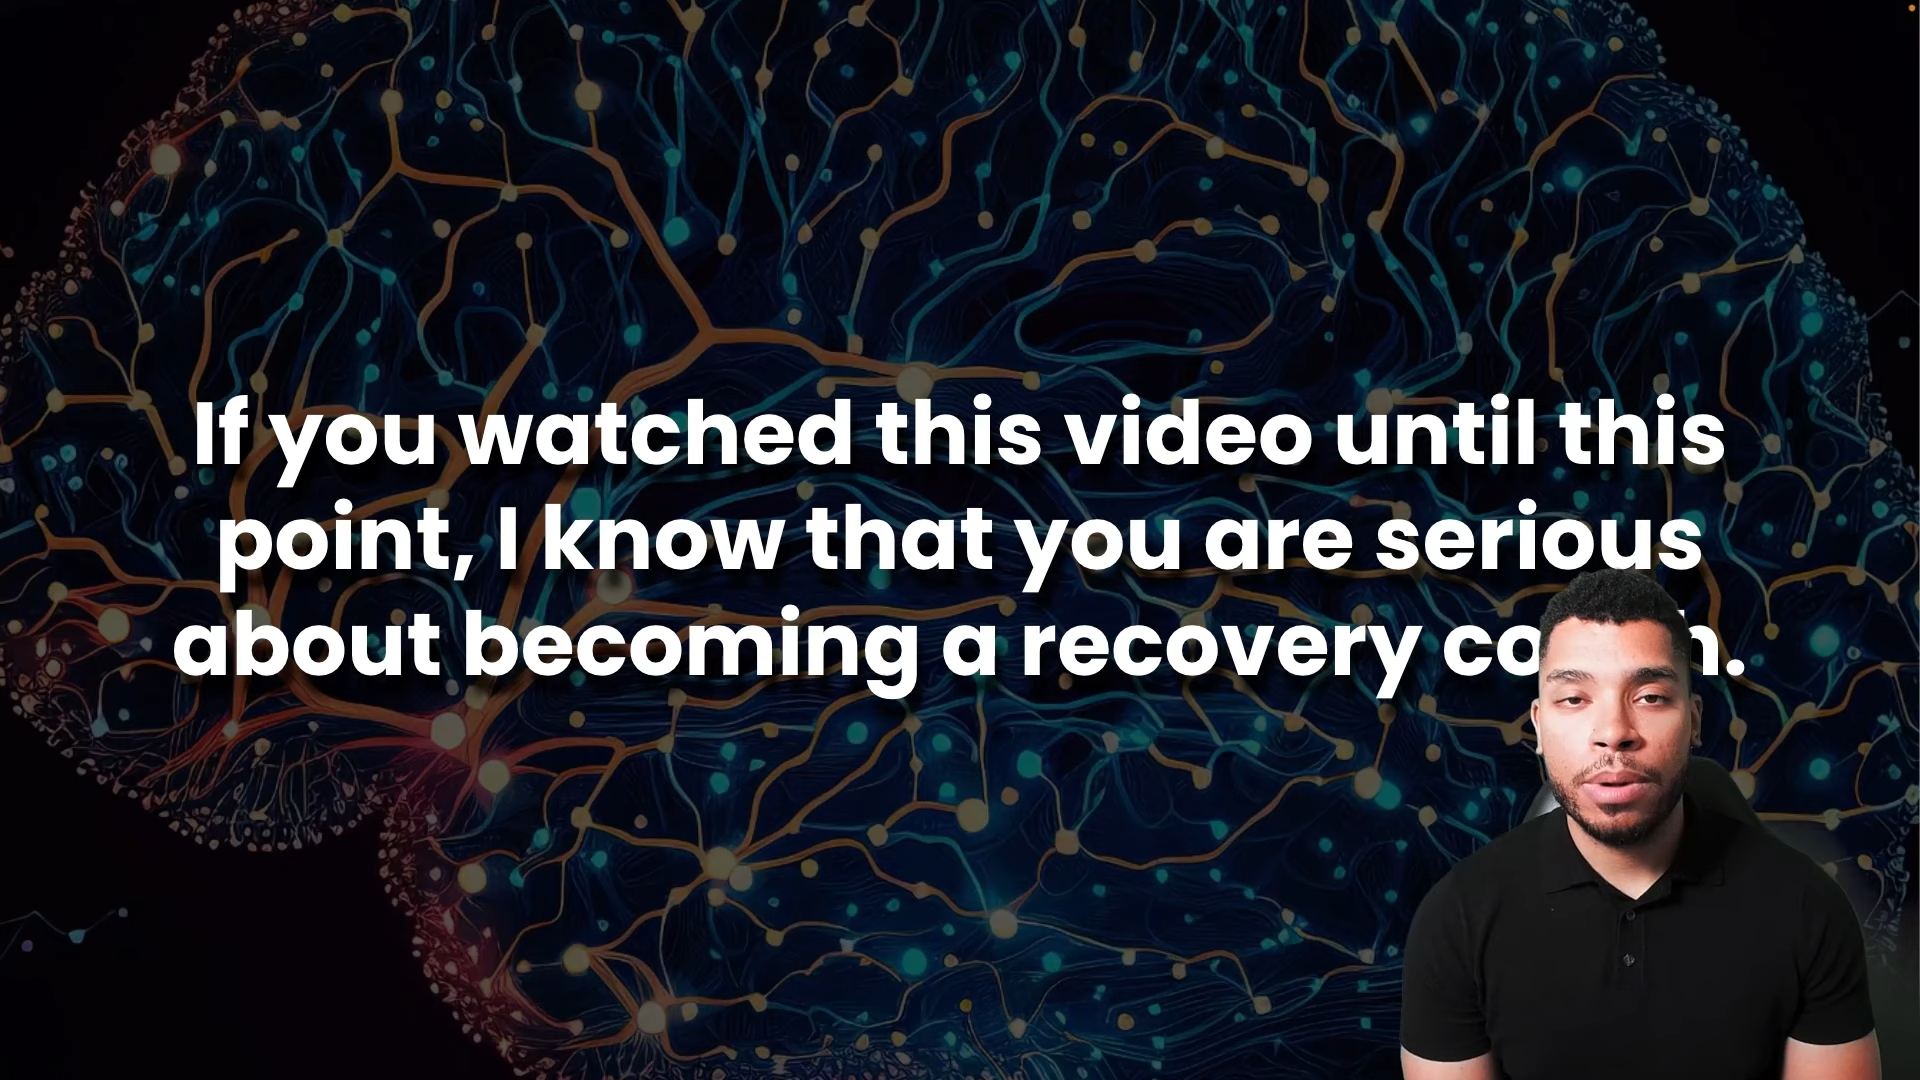 If you watched this video until this
point, I know that you are serious
about becoming a recovery